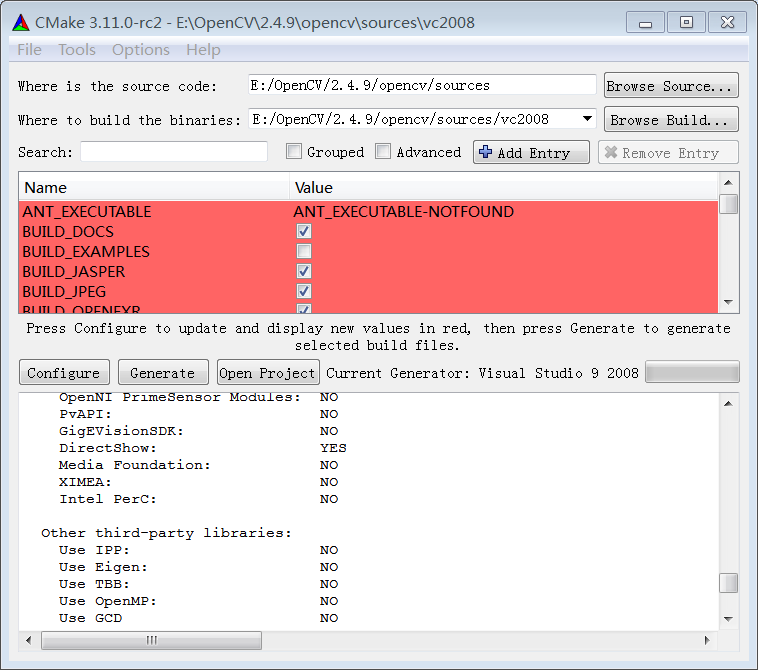 CMake 3.11.0-rc2 - E:\OpenCV\2.4.9\opencv\sources\vc2008
File Tools Options Help
Where is the source code: E:/OpenCV/2.4.9/opencv/sources Browse Source...
Where to build the binaries: E:/OpenCV/2.4.9/opencv/sources/vc2008 Browse Build...
Search: Grouped Advanced Add Entry Remove Entry
Name Value
ANT_EXECUTABLE ANT_EXECUTABLE-NOTFOUND
BUILD_DOCS
BUILD_EXAMPLES
BUILD_JASPER
BUILD_JPEG
BUILD_OPENEXR
Press Configure to update and display new values in red, then press Generate to generate
selected build files.
Configure Generate Open Project Current Generator: Visual Studio 9 2008
OpenNI PrimeSensor Modules: NO
PvAPI: NO
GigEVisionSDK: NO
DirectShow: YES
Media Foundation: NO
XIMEA: NO
Intel PerC: NO
Other third-party libraries:
Use IPP: NO
Use Eigen: NO
Use TBB: NO
Use OpenMP: NO
Use GCD NO